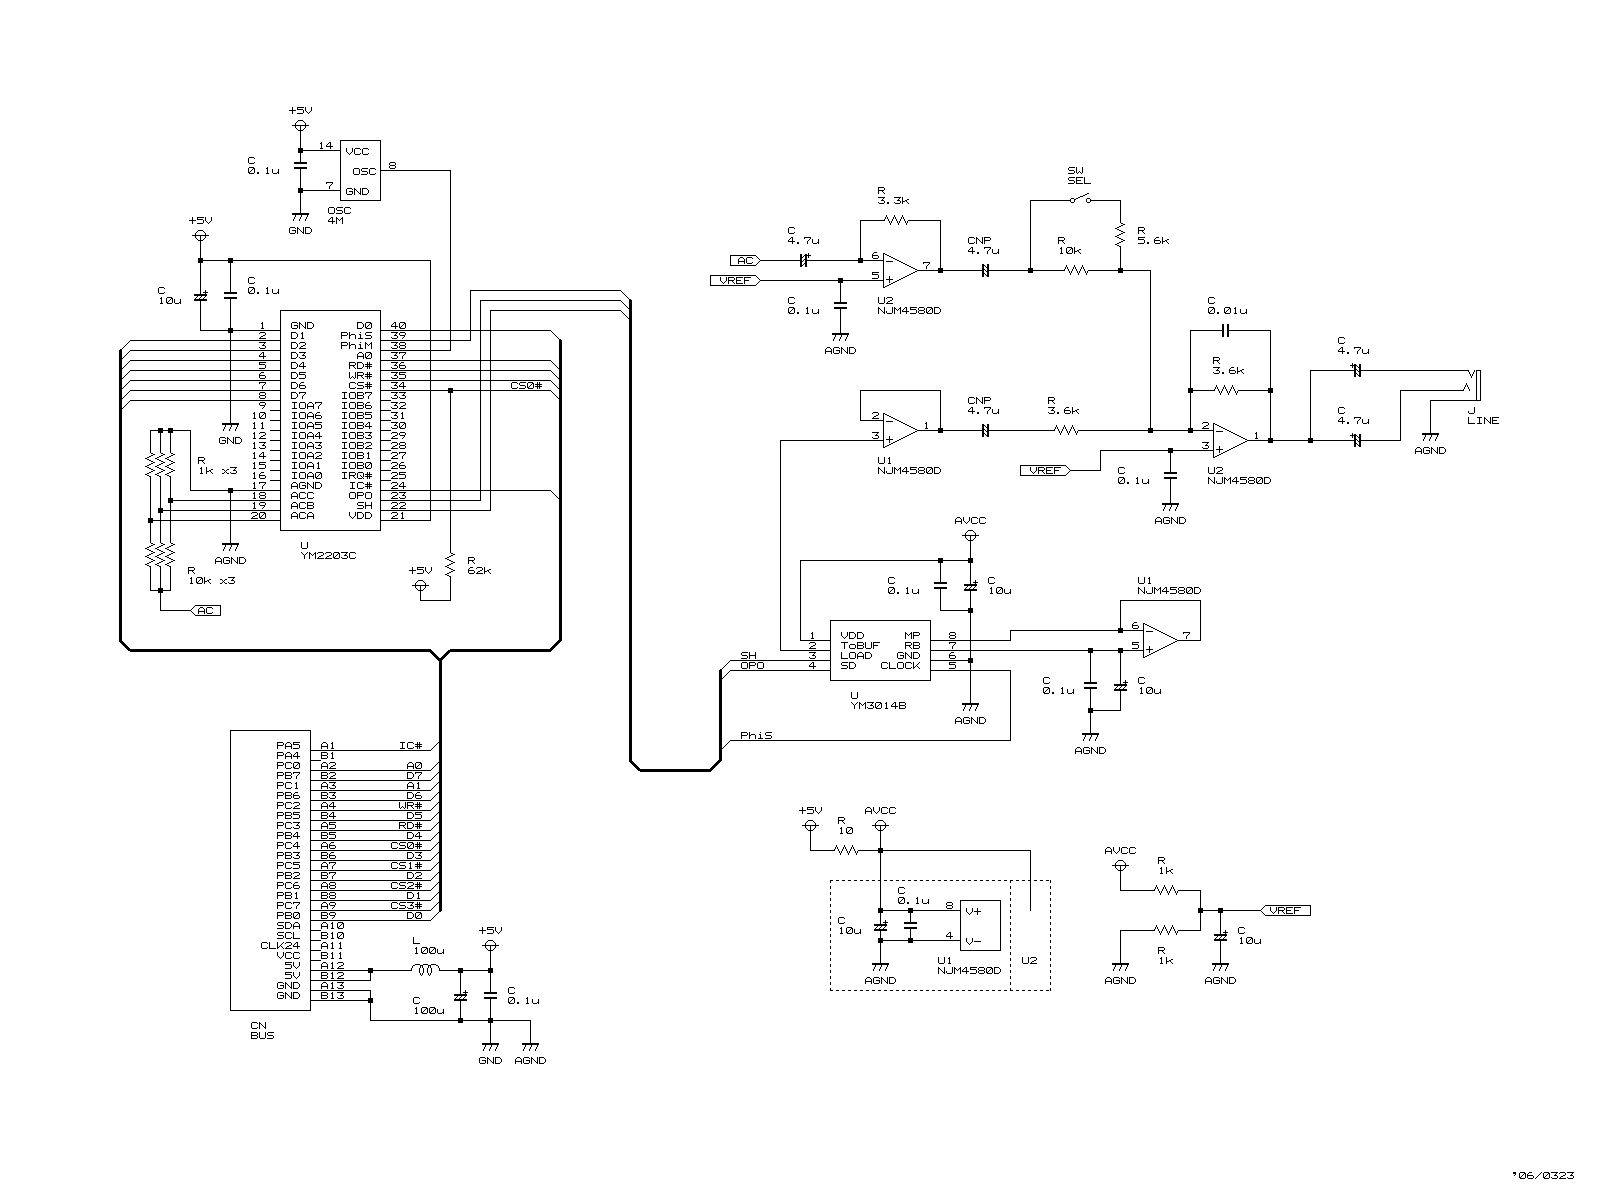 +5V
C
0.1u
14
VCC
OSC
8
7
GND
GND
OSC
4M
+5V
C
10u
C
0.1u
1 GND D0 40
2 D1 PhiS 39
3 D2 PhiM 38
4 D3 A0 37
5 D4 RD# 36
6 D5 WR# 35
7 D6 CS# 34 CS0#
8 D7 IOB7 33
9 IOA7 IOB6 32
10 IOA6 IOB5 31
11 IOA5 IOB4 30
12 IOA4 IOB3 29
13 IOA3 IOB2 28
14 IOA2 IOB1 27
15 IOA1 IOB0 26
16 IOA0 IRQ# 25
17 AGND IC# 24
18 ACC OPO 23
19 ACB SH 22
20 ACA VDD 21
GND
R
1k x3
AGND
U
YM2203C
R
10k x3
AC
+5V
R
62k
PA5 A1 IC#
PA4 B1
PC0 A2 A0
PB7 B2 D7
PC1 A3 A1
PB6 B3 D6
PC2 A4 WR#
PB5 B4 D5
PC3 A5 RD#
PB4 B5 D4
PC4 A6 CS0#
PB3 B6 D3
PC5 A7 CS1#
PB2 B7 D2
PC6 A8 CS2#
PB1 B8 D1
PC7 A9 CS3#
PB0 B9 D0
SDA A10
SCL B10
CLK24 A11
VCC B11
5V A12
5V B12
GND A13
GND B13
CN
BUS
L
100u
+5V
C
100u
C
0.1u
GND
AGND
SW
SEL
R
3.3k
C
4.7u
CNP
4.7u
R
10k
R
5.6k
AC
VREF
6
5
7
C
0.1u
U2
NJM4580D
AGND
C
0.01u
R
3.6k
C
4.7u
C
4.7u
J
LINE
AGND
2
3
1
CNP
4.7u
R
3.6k
U1
NJM4580D
VREF
2
3
1
C
0.1u
U2
NJM4580D
AGND
AVCC
C
0.1u
C
10u
1 VDD MP 8
2 ToBUF RB 7
SH 3 LOAD GND 6
OPO 4 SD CLOCK 5
U
YM3014B
AGND
PhiS
U1
NJM4580D
6
5
7
C
0.1u
C
10u
AGND
+5V
R
10
AVCC
C
0.1u
C
10u
8 V+
4 V-
U1
NJM4580D
U2
AGND
AVCC
R
1k
R
1k
VREF
C
10u
AGND
AGND
'06/0323